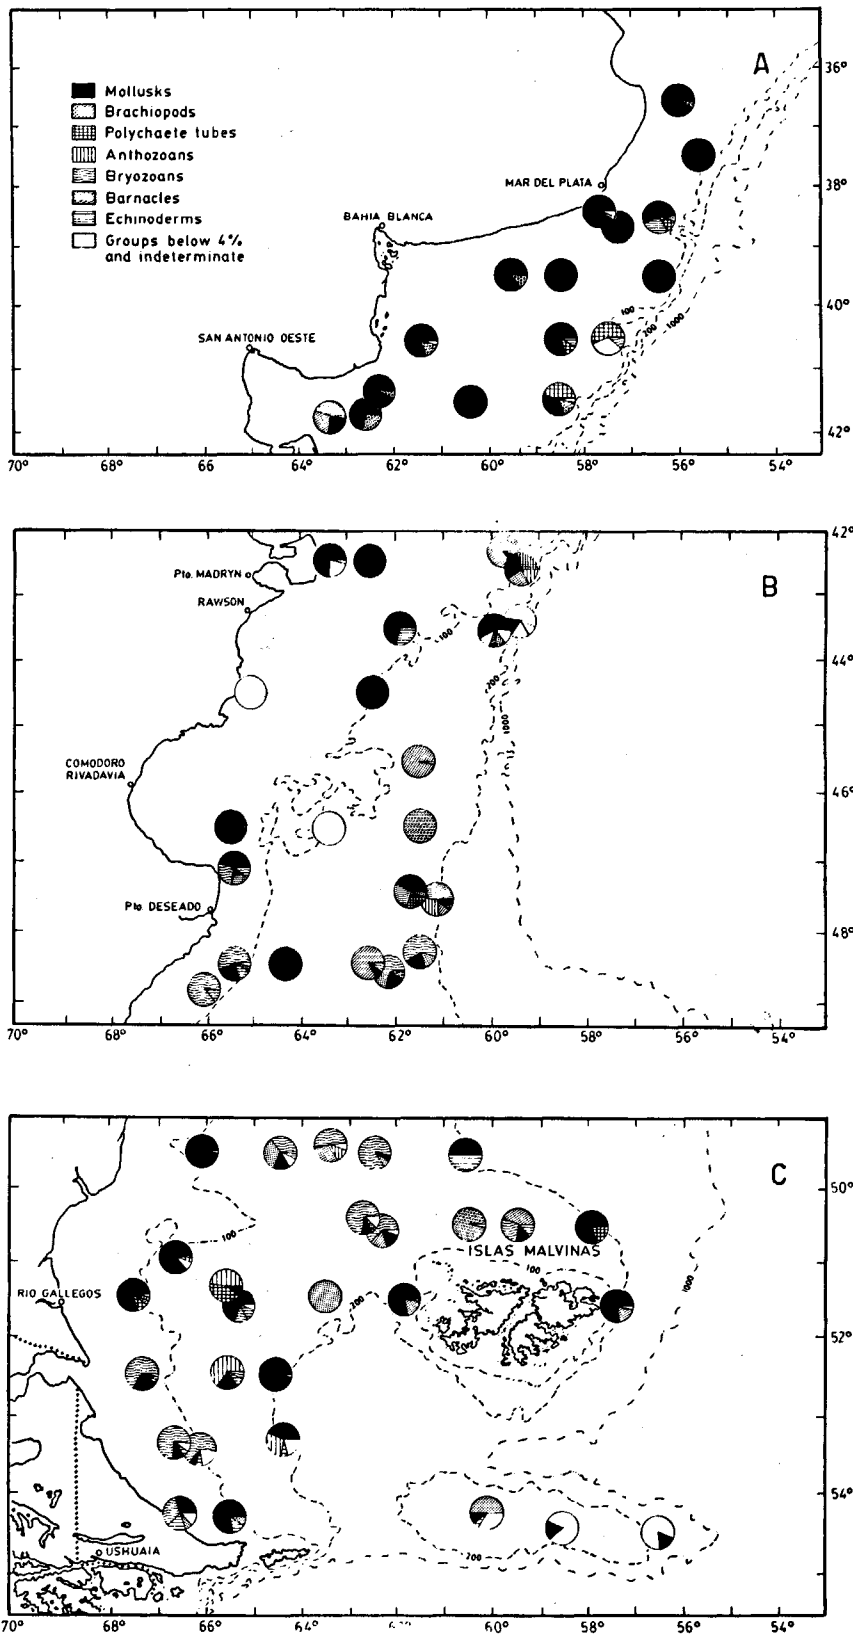 A
36°
Mollusks
Brachiopods
Polychaete tubes
Anthozoans
Bryozoans
Barnacles
Echinoderms
Groups below 4%
and indeterminate
MAR DEL PLATA
38°
BAHIA BLANCA
40°
100
200
1000
SAN ANTONIO OESTE
42°
70° 66 64° 62° 60° 58° 56° 54°
42°
Pto. MADRYN
B
RAWSON
100
44°
200
1000
COMODORO
RIVADAVIA
46°
Pto. DESEADO
48°
70° 68° 66° 64° 62° 60° 58° 56° 54°
C
50°
100
ISLAS MALVINAS
100
RIO GALLEGOS
200
1000
52°
54°
USHUAIA
200
70° 68° 66° 64° 62° 60° 58° 56° 54°